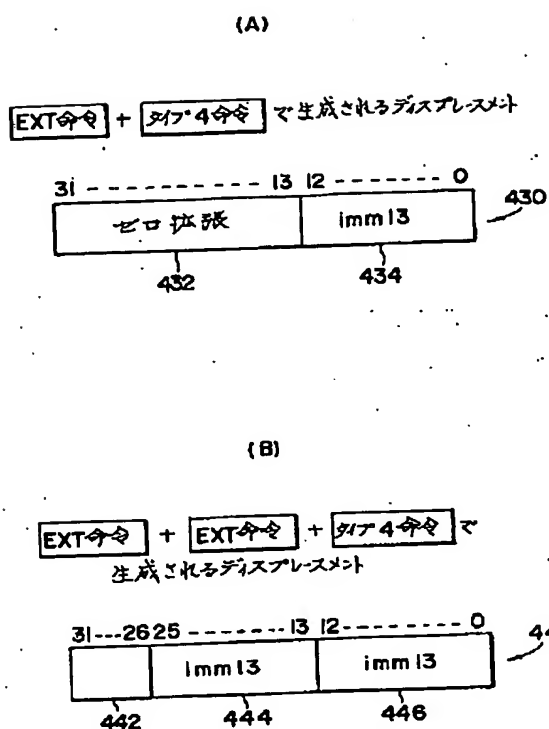 (A)
EXT命令 + タイプ4命令 で生成されるディスプレースメント
31 ----------- 13 12 ------- 0
ゼロ拡張 imm13
430
432 434
(B)
EXT命令 + EXT命令 + タイプ4命令 で
生成されるディスプレースメント
31---26 25 ------- 13 12 -------- 0
imm13 imm13
44
442 444 446